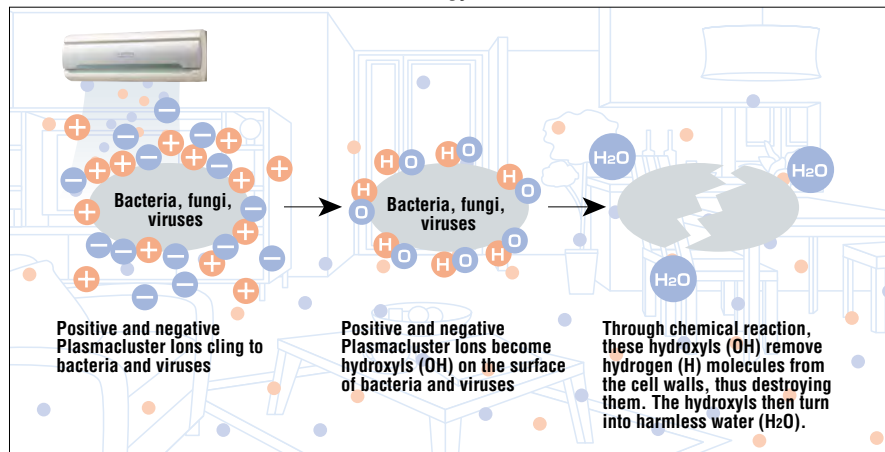 Bacteria, fungi,
viruses
Bacteria, fungi,
viruses
H O
H O
H O
H O
H O
H O
H O
H O
H2O
H2O
H2O
Positive and negative
Plasmacluster Ions cling to
bacteria and viruses
Positive and negative
Plasmacluster Ions become
hydroxyls (OH) on the surface
of bacteria and viruses
Through chemical reaction,
these hydroxyls (OH) remove
hydrogen (H) molecules from
the cell walls, thus destroying
them. The hydroxyls then turn
into harmless water (H2O).